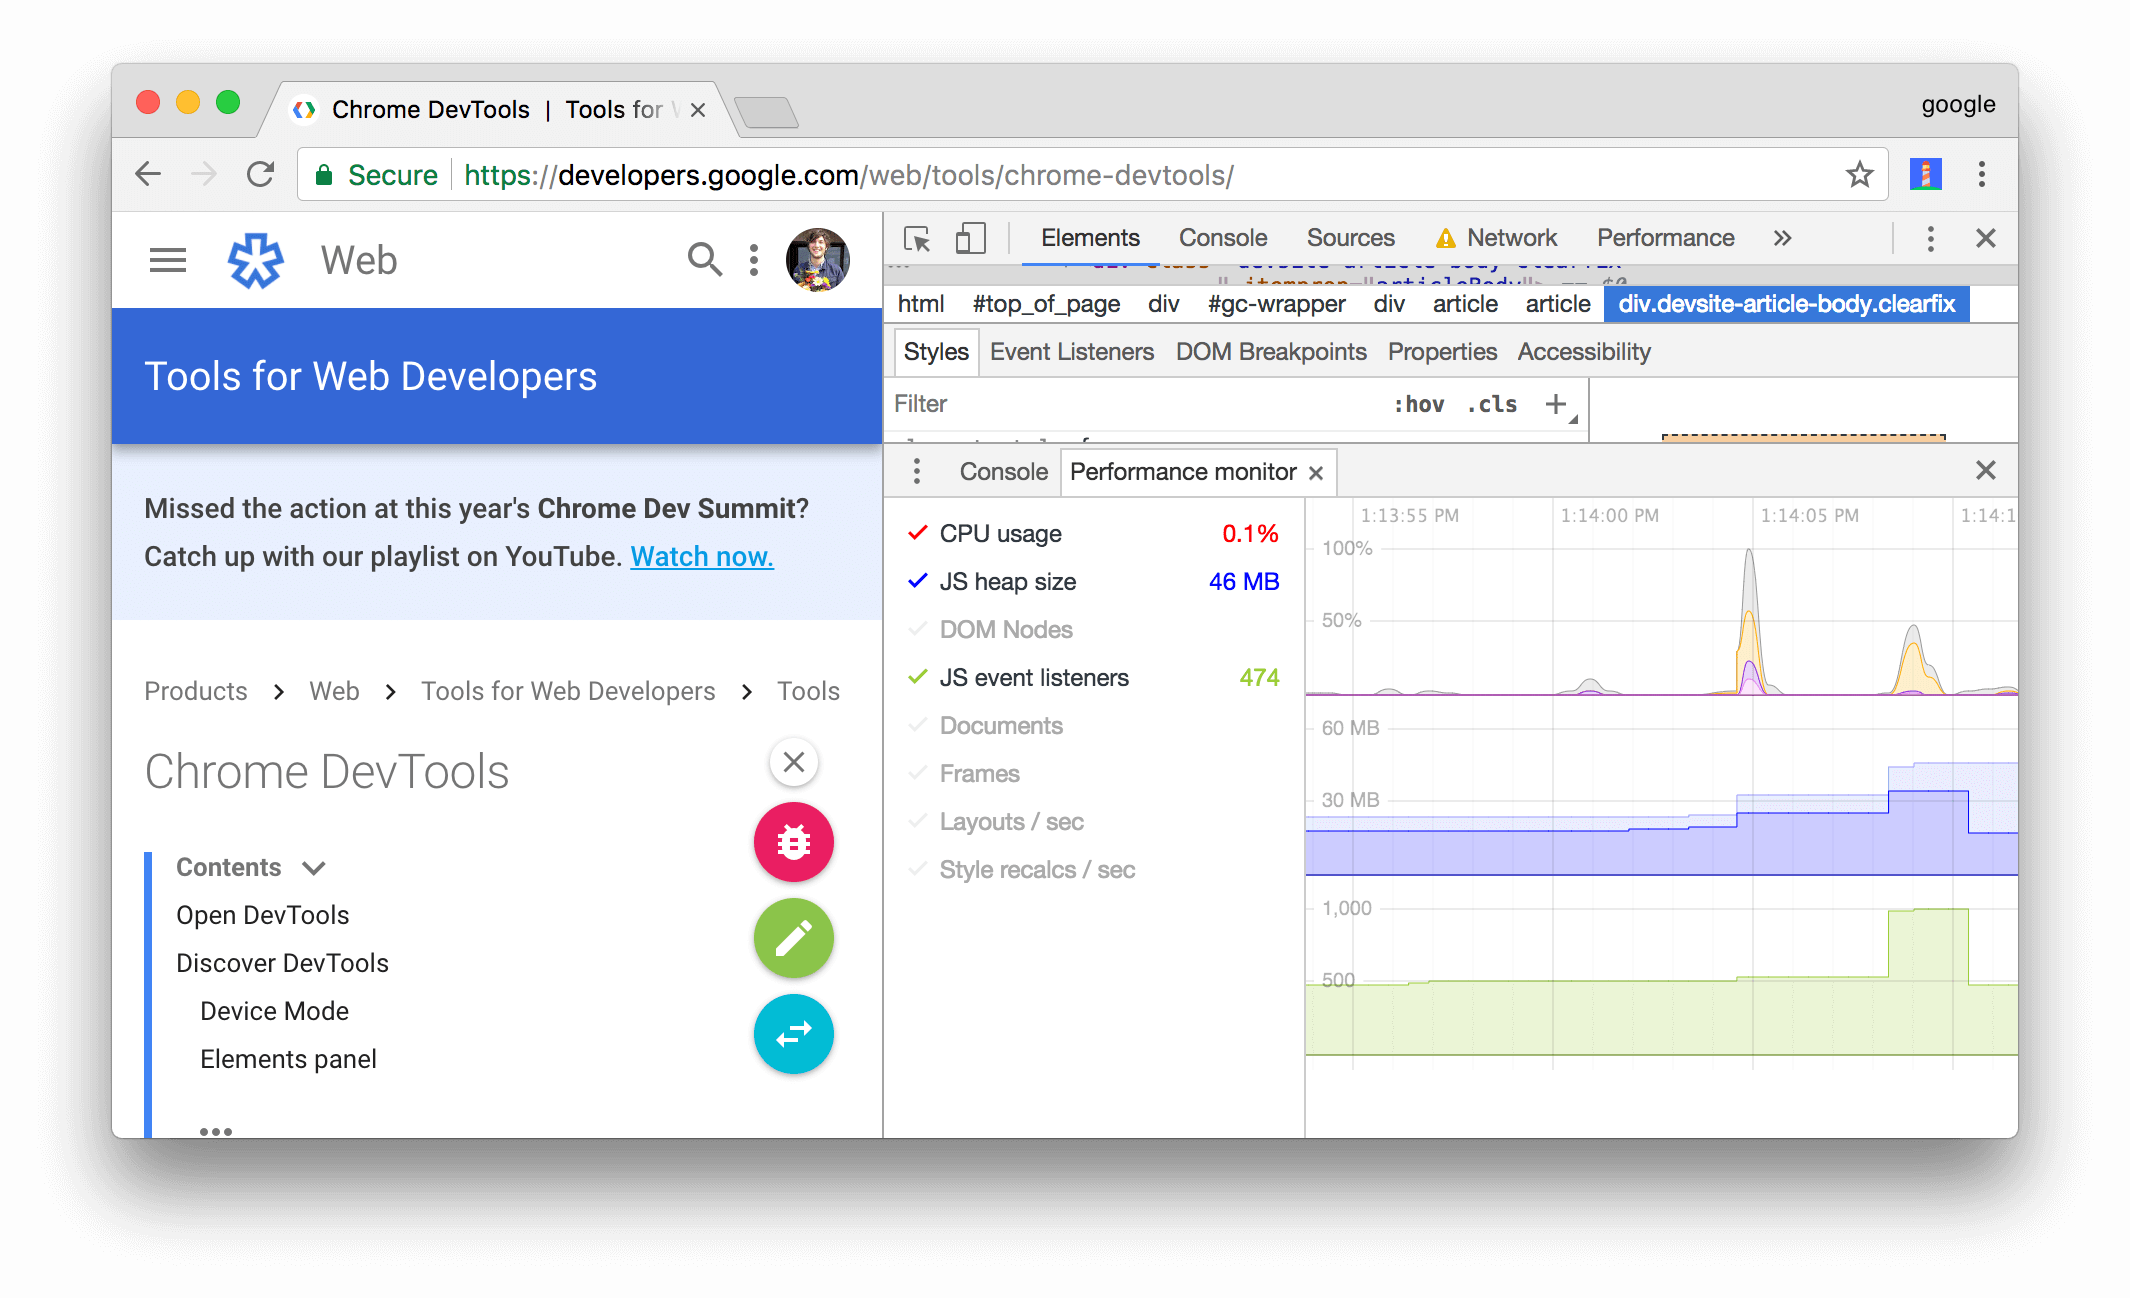 Chrome DevTools | Tools for
google
Secure https://developers.google.com/web/tools/chrome-devtools/
Web
Elements Console Sources Network Performance
html #top_of_page div #gc-wrapper div article article div.devsite-article-body.clearfix
Styles Event Listeners DOM Breakpoints Properties Accessibility
Filter :hov .cls
Tools for Web Developers
Missed the action at this year's Chrome Dev Summit?
Catch up with our playlist on YouTube. Watch now.
Products Web Tools for Web Developers Tools
Chrome DevTools
Contents
Open DevTools
Discover DevTools
Device Mode
Elements panel
Console Performance monitor
CPU usage 0.1%
JS heap size 46 MB
DOM Nodes
JS event listeners 474
Documents
Frames
Layouts / sec
Style recalcs / sec
1:13:55 PM 1:14:00 PM 1:14:05 PM 1:14:1
100%
50%
60 MB
30 MB
1,000
500